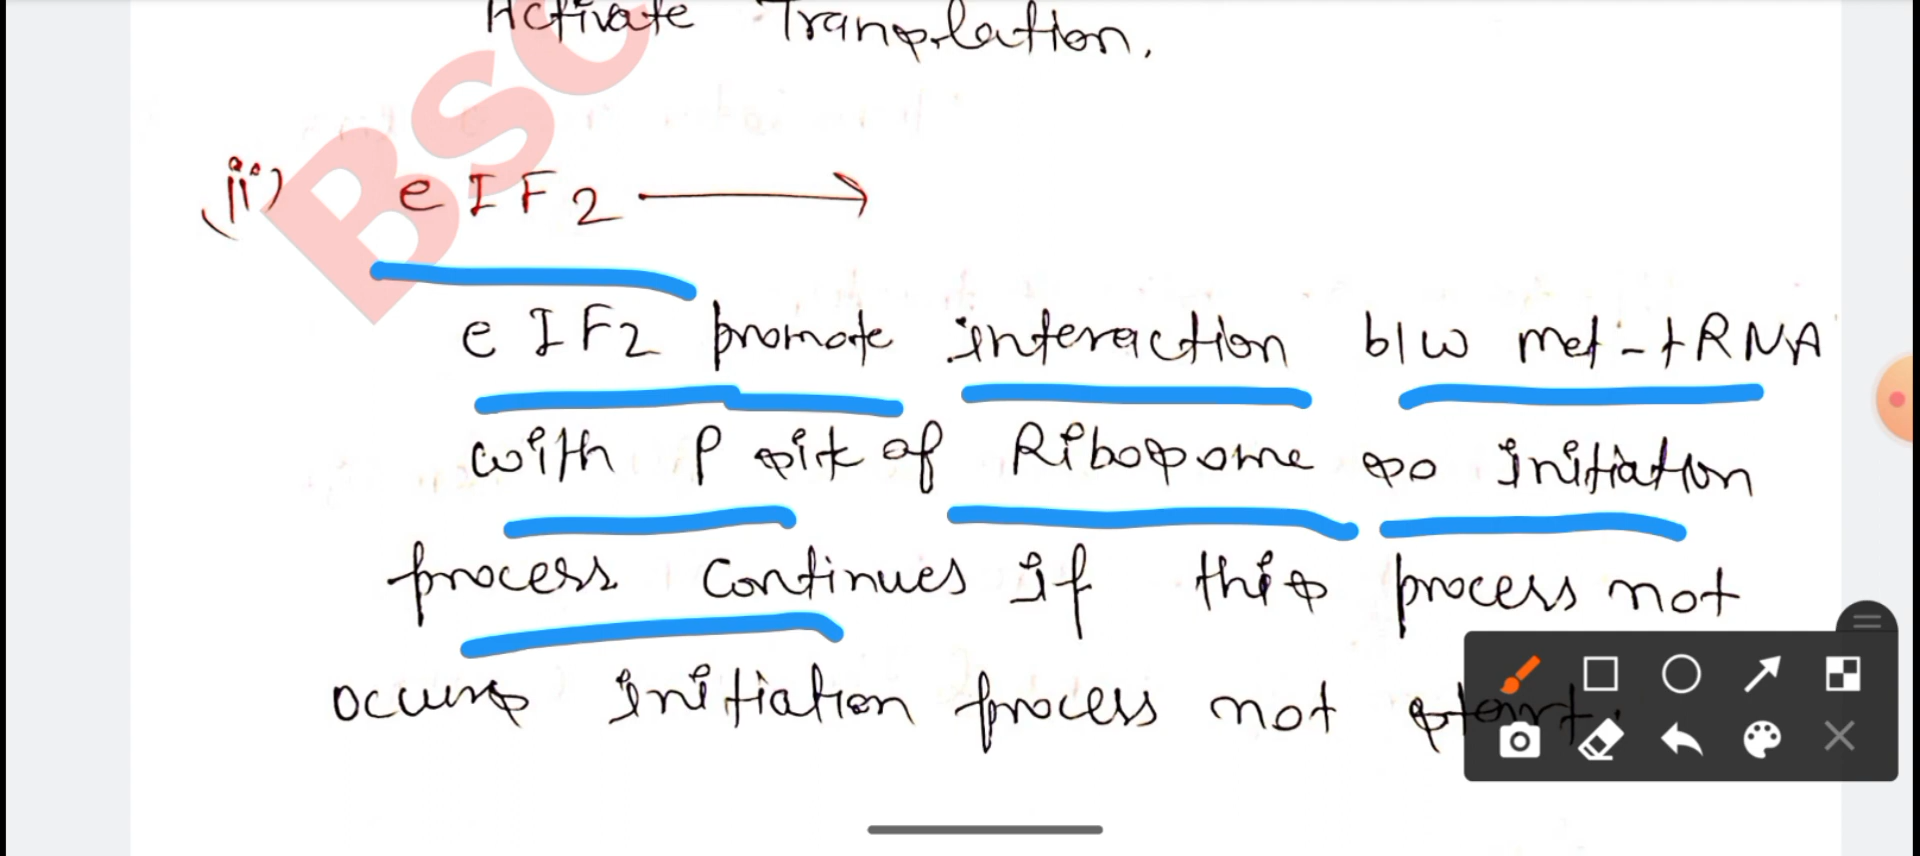 Activate Translation.
BSC
(ii) eIF2 →
eIF2 promote interaction b/w met-tRNA
with P site of Ribosome so initiation
process continues if this process not
occurs initiation process not start.